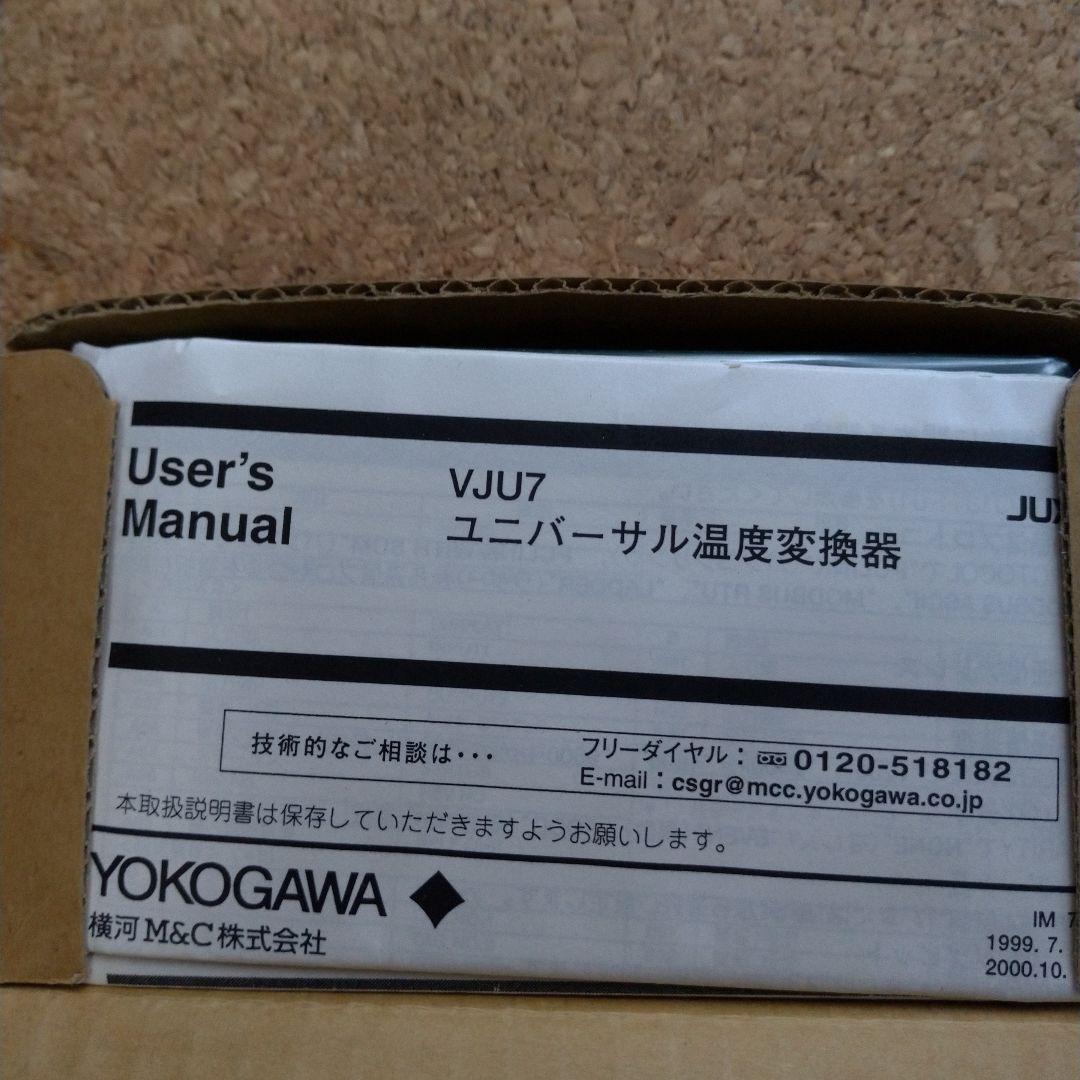 User's
Manual
VJU7
ユニバーサル温度変換器
JUX
技術的なご相談は・・・
フリーダイヤル： 0120-518182
E-mail：csgr@mcc.yokogawa.co.jp
本取扱説明書は保存していただきますようお願いします。
YOKOGAWA
横河M&C株式会社
IM 7
1999. 7.
2000.10.